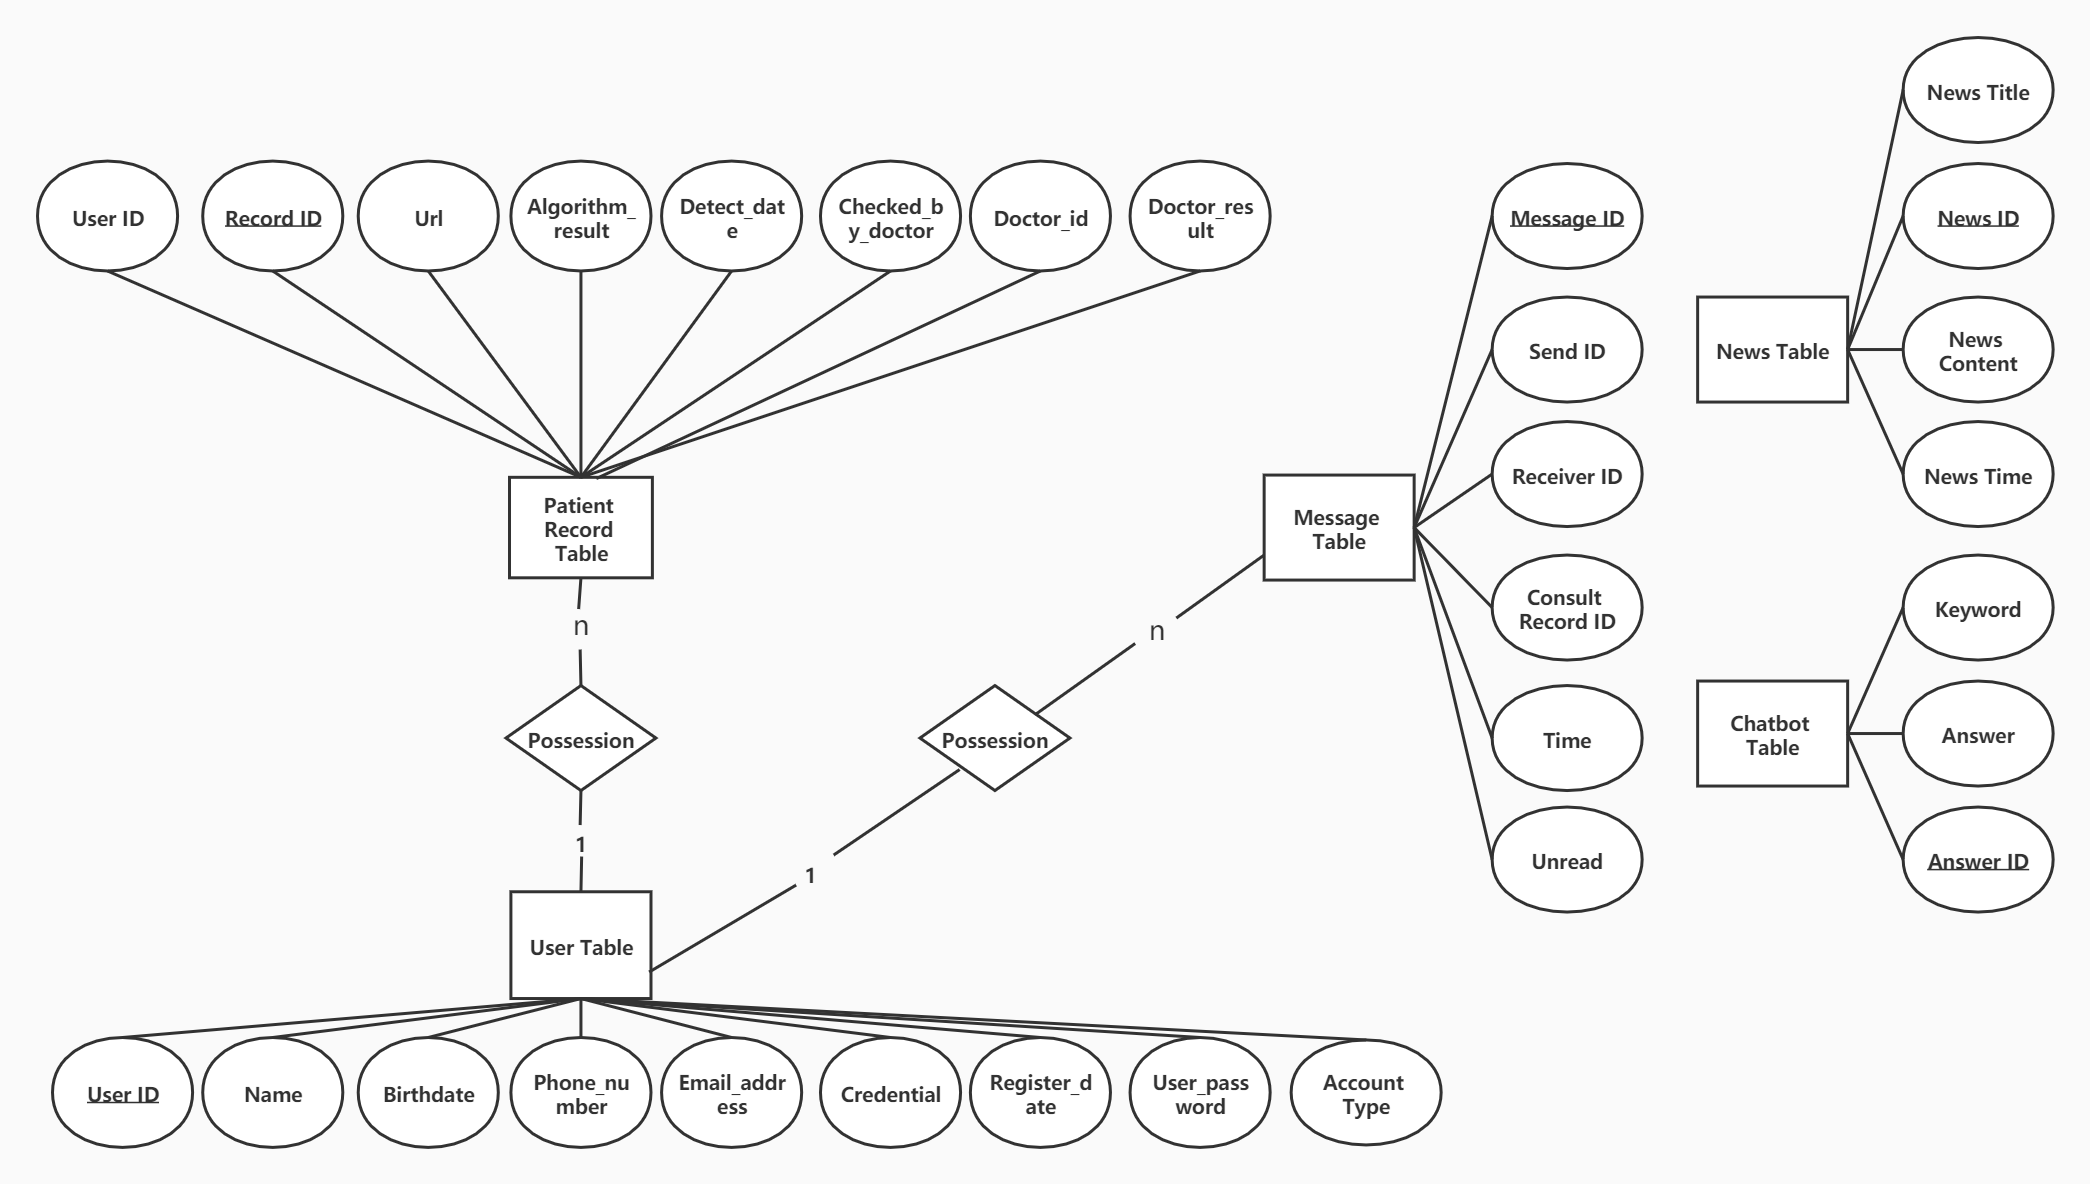 News Title
User ID
Record ID
Url
Algorithm_
result
Detect_dat
e
Checked_b
y_doctor
Doctor_id
Doctor_res
ult
Message ID
News ID
Send ID
News Table
News
Content
Receiver ID
News Time
Patient
Record
Table
Message
Table
Consult
Record ID
Keyword
n
n
Possession
Possession
Time
Chatbot
Table
Answer
1
1
Unread
Answer ID
User Table
User ID
Name
Birthdate
Phone_nu
mber
Email_addr
ess
Credential
Register_d
ate
User_pass
word
Account
Type